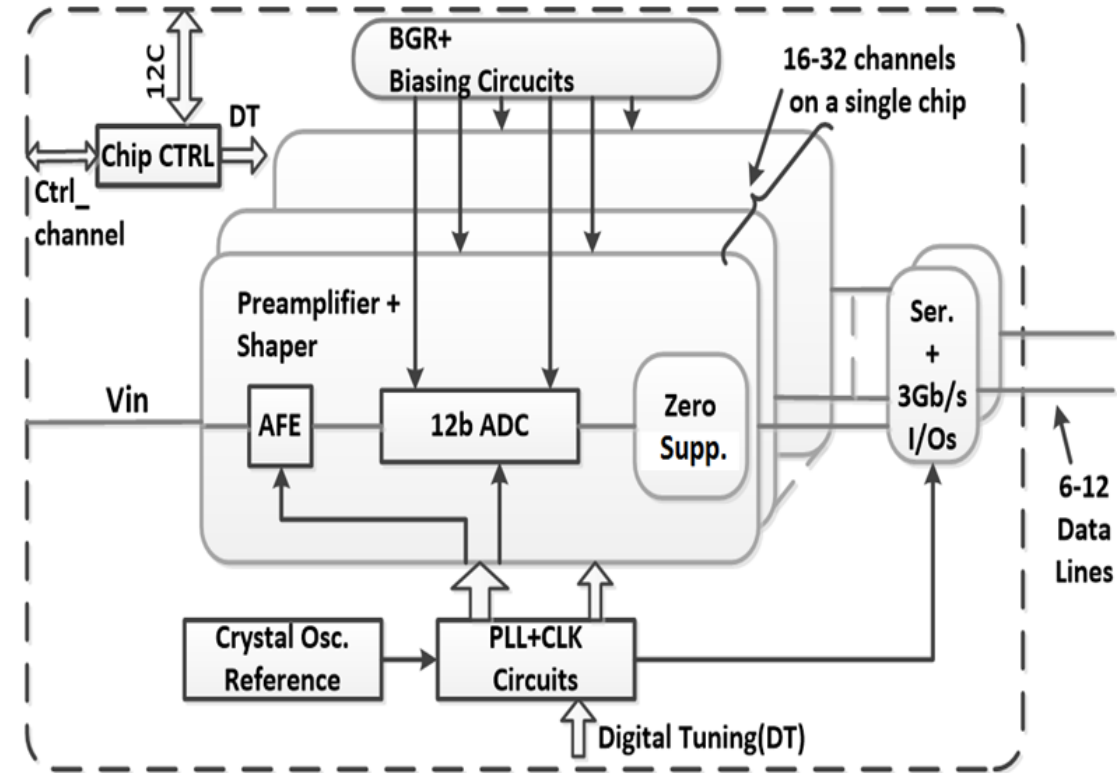 BGR+
Biasing Circucits
16-32 channels
on a single chip
12C
DT
Chip CTRL
Ctrl_
channel
Preamplifier +
Shaper
Ser.
+
3Gb/s
I/Os
Vin
AFE
12b ADC
Zero
Supp.
6-12
Data
Lines
Crystal Osc.
Reference
PLL+CLK
Circuits
Digital Tuning(DT)